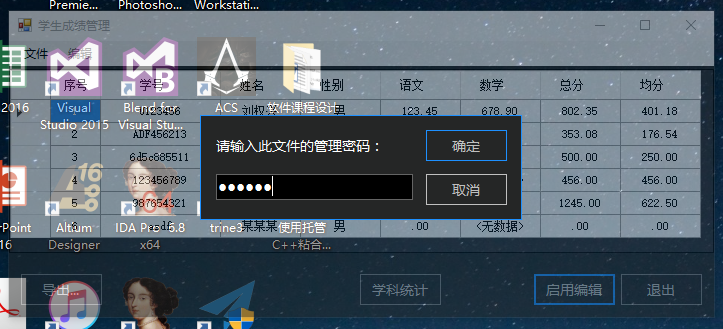 Premie... Photosho... Workstati...
学生成绩管理
文件 编辑
序号 学号 姓名 性别 语文 数学 总分 均分
2016
Visual Studio 2015
Blend for Visual Stu...
ACS
软件课程设计
123456 刘权 男 123.45 678.90 802.35 401.18
2 ADF456213 353.08 176.54
3 6d5c885511 500.00 250.00
4 123456789 456.00 456.00
5 987654321 1245.00 622.50
某某某 男 .00 <无数据> .00 .00
请输入此文件的管理密码：
确定
●●●●●●
取消
rPoint
16
Altium Designer
IDA Pro 6.8 x64
trine3
使用托管C++粘合...
导出...
学科统计
启用编辑
退出